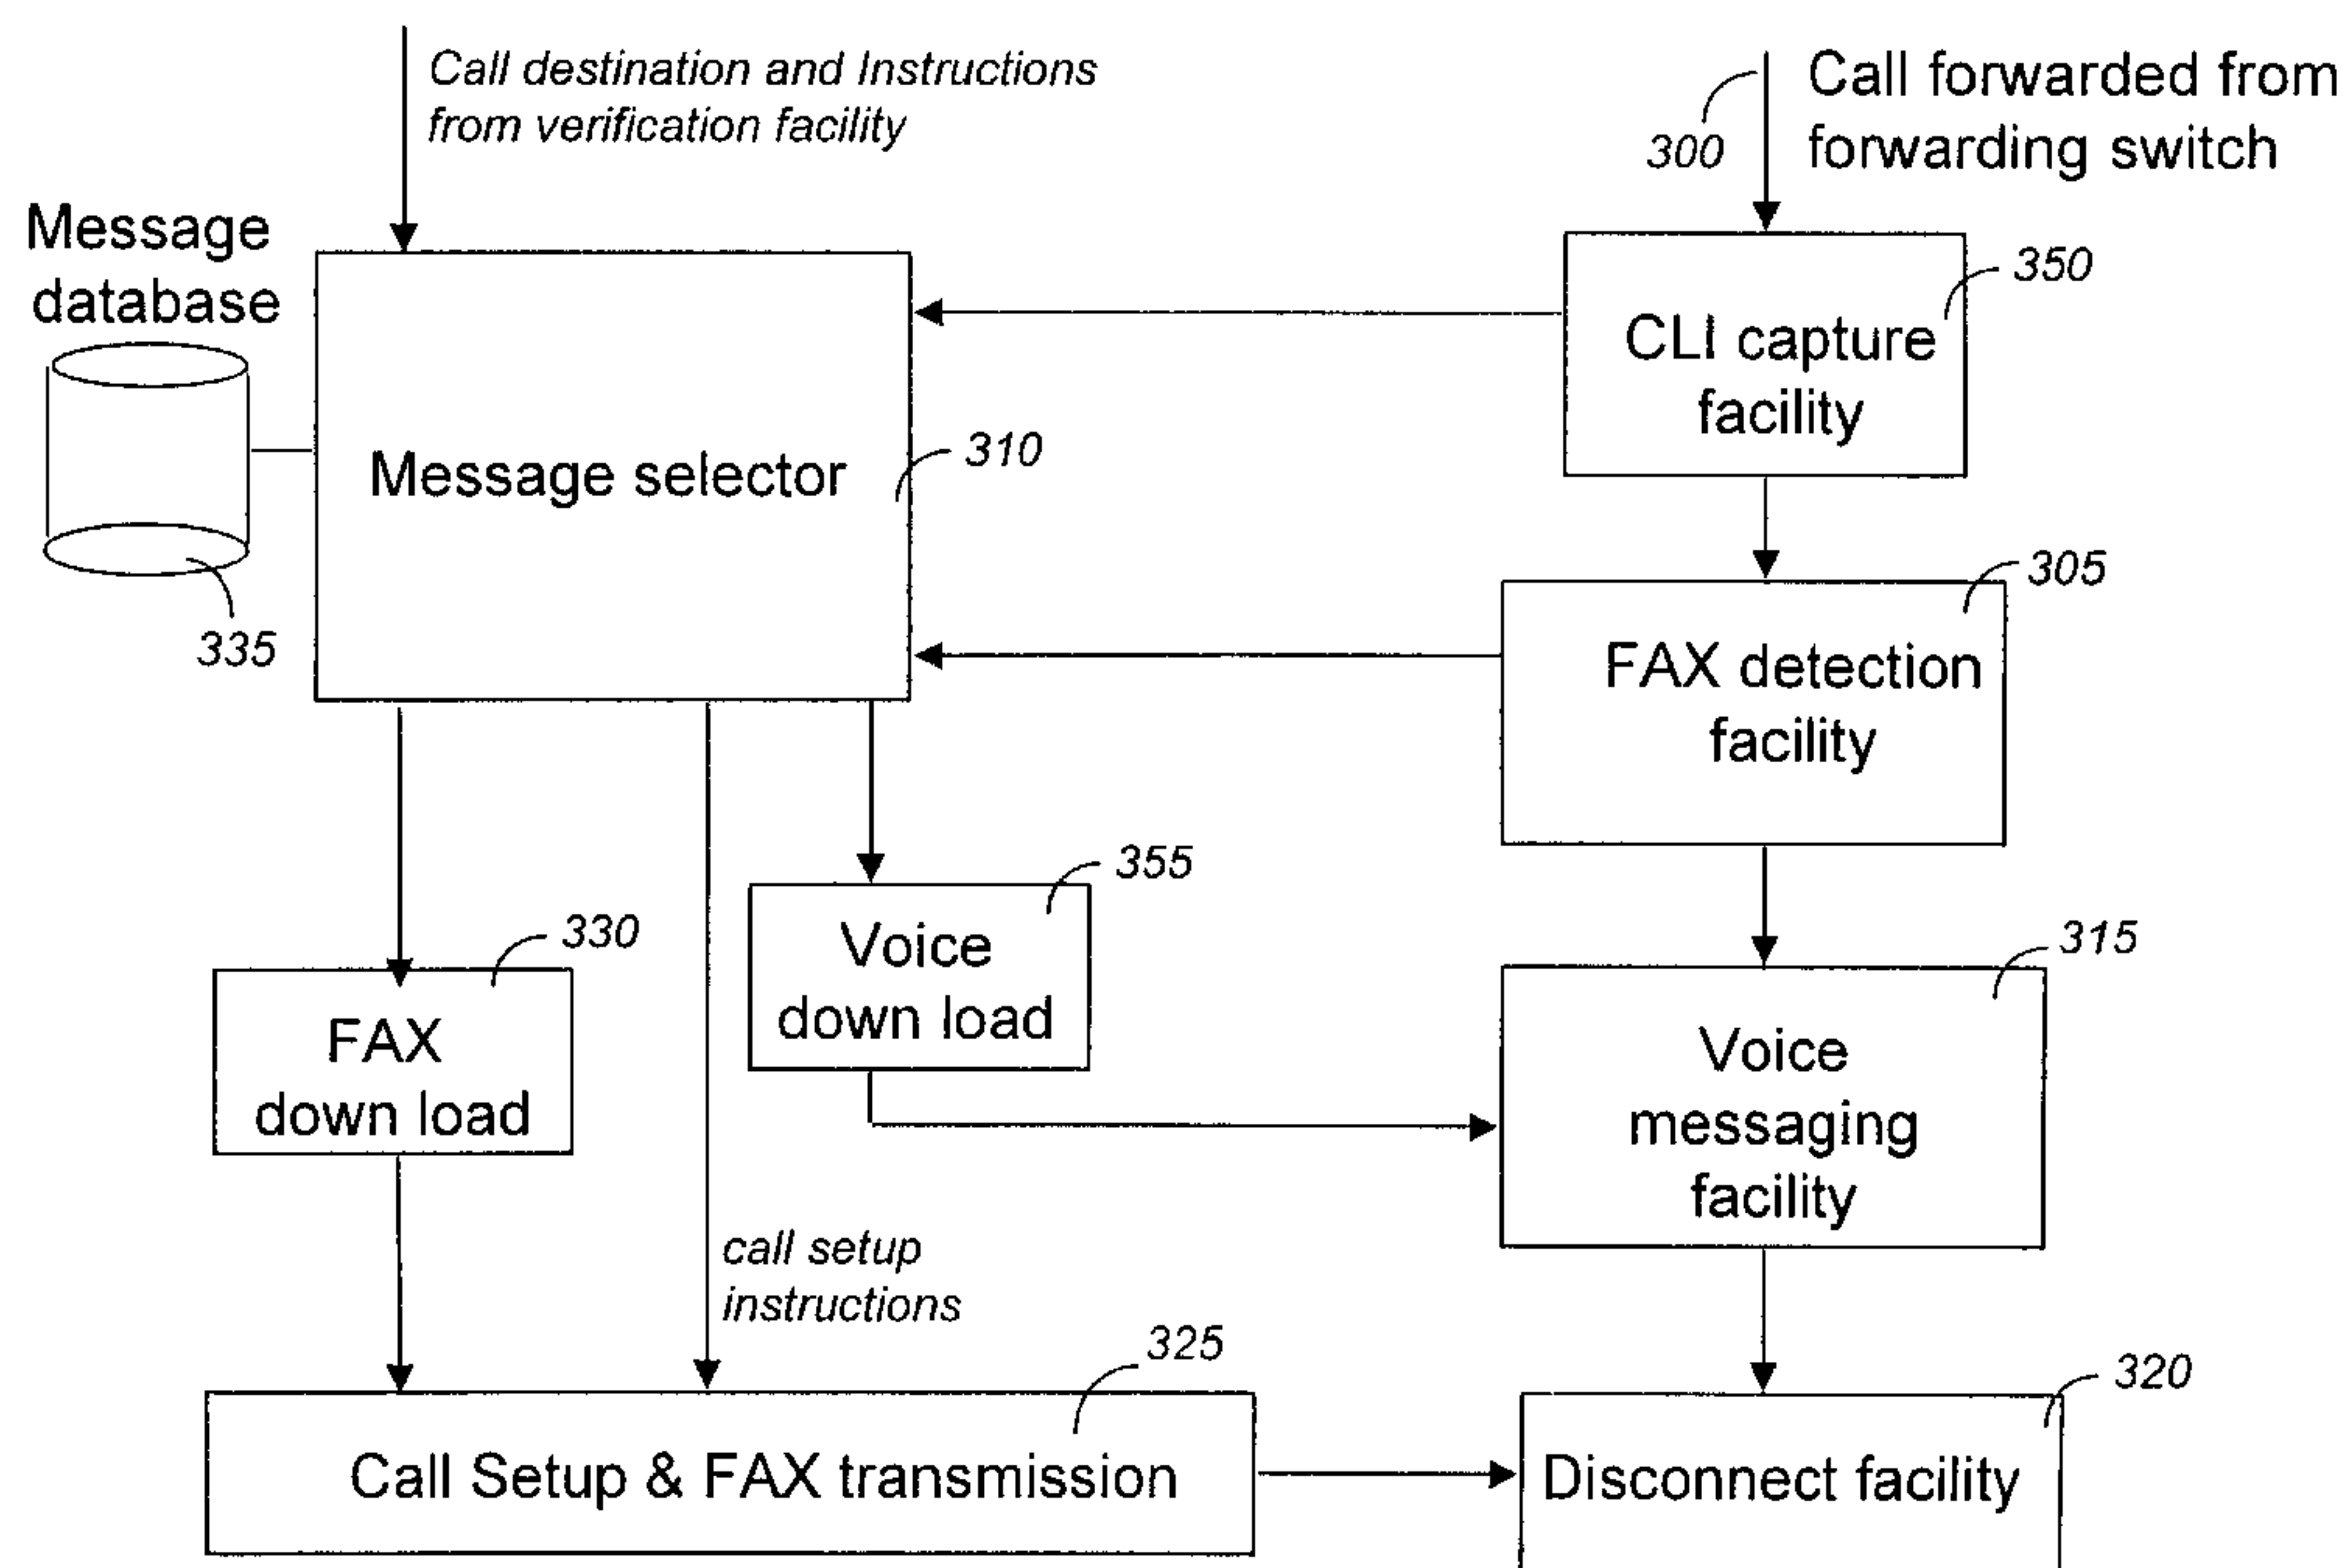 Call destination and Instructions
from verification facility
Call forwarded from
forwarding switch
300
Message
database
350
CLI capture
facility
Message selector
310
335
305
FAX detection
facility
355
Voice
down load
330
FAX
down load
315
Voice
messaging
facility
call setup
instructions
325
Call Setup & FAX transmission
320
Disconnect facility